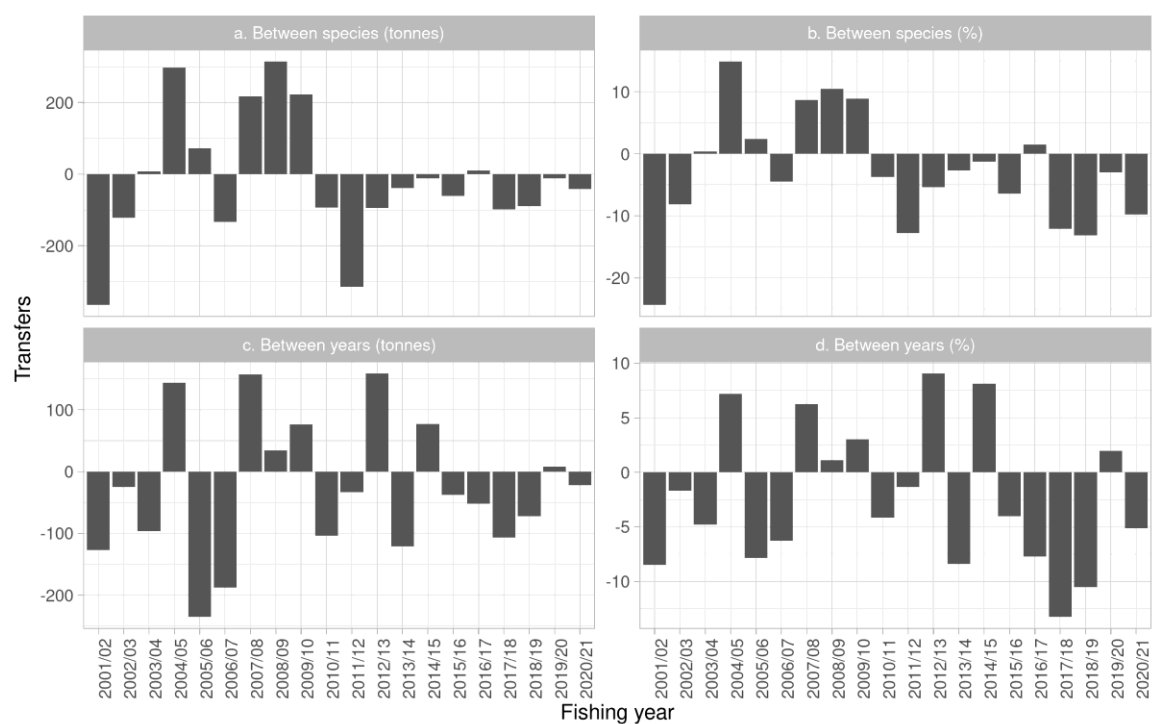 a. Between species (tonnes)
200
0
-200
b. Between species (%)
10
0
-10
-20
c. Between years (tonnes)
100
0
-100
-200
d. Between years (%)
10
5
0
-5
-10
Transfers
2001/02 2002/03 2003/04 2004/05 2005/06 2006/07 2007/08 2008/09 2009/10 2010/11 2011/12 2012/13 2013/14 2014/15 2015/16 2016/17 2017/18 2018/19 2019/20 2020/21
2001/02 2002/03 2003/04 2004/05 2005/06 2006/07 2007/08 2008/09 2009/10 2010/11 2011/12 2012/13 2013/14 2014/15 2015/16 2016/17 2017/18 2018/19 2019/20 2020/21
Fishing year